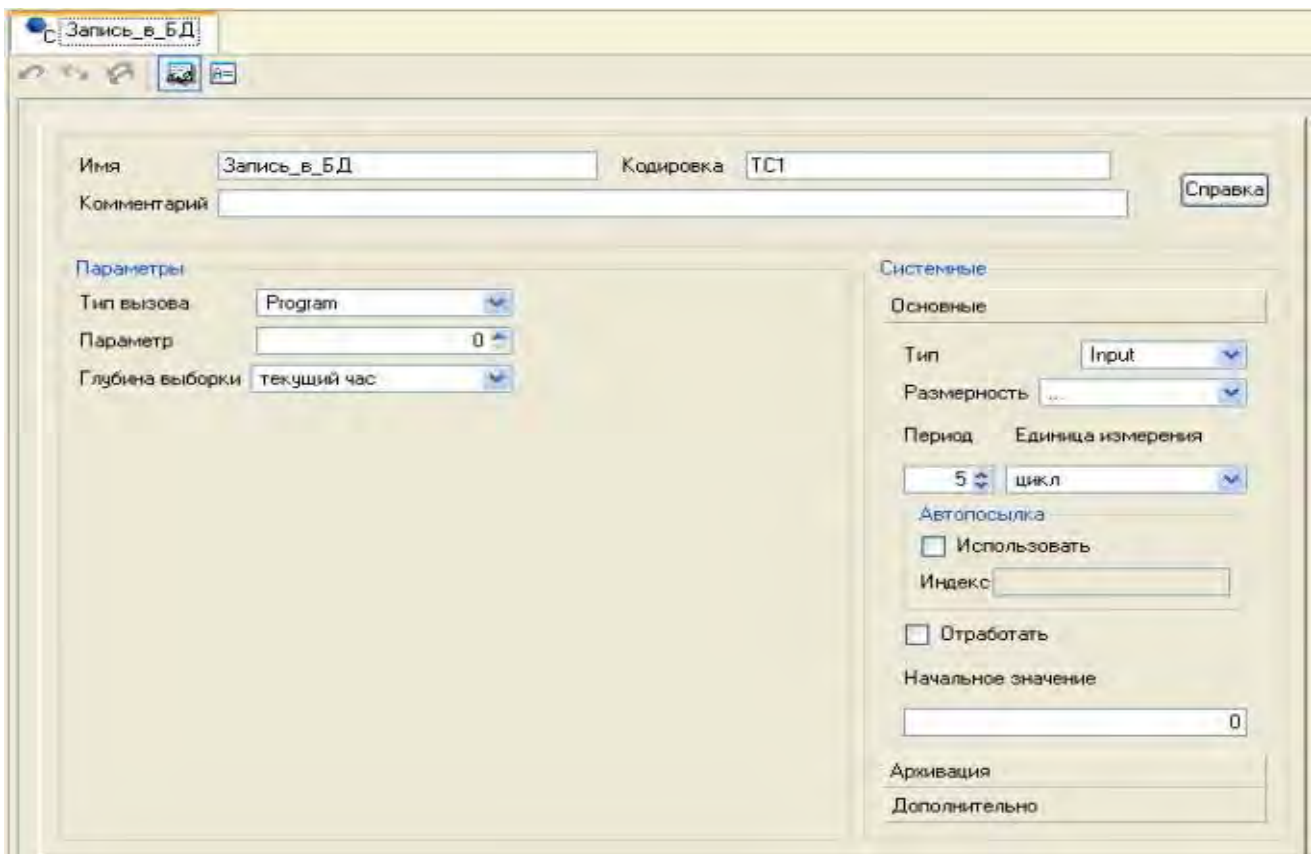 C Запись_в_БД
A=
Имя Запись_в_БД Кодировка TC1
Комментарий
Справка
Параметры
Тип вызова Program
Параметр 0
Глубина выборки текущий час
Системные
Основные
Тип Input
Размерность ...
Период Единица измерения
5 цикл
Автопосылка
Использовать
Индекс
Отработать
Начальное значение
0
Архивация
Дополнительно